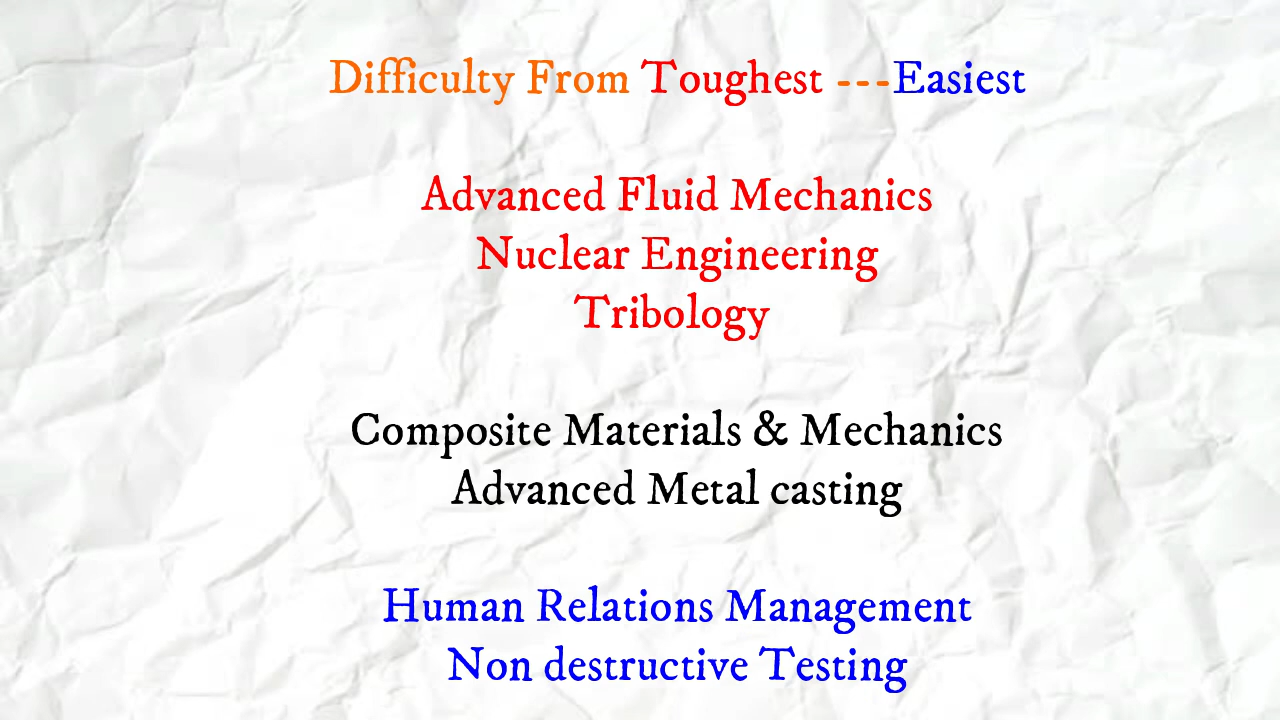 Difficulty From Toughest ---Easiest
Advanced Fluid Mechanics
Nuclear Engineering
Tribology
Composite Materials & Mechanics
Advanced Metal casting
Human Relations Management
Non destructive Testing